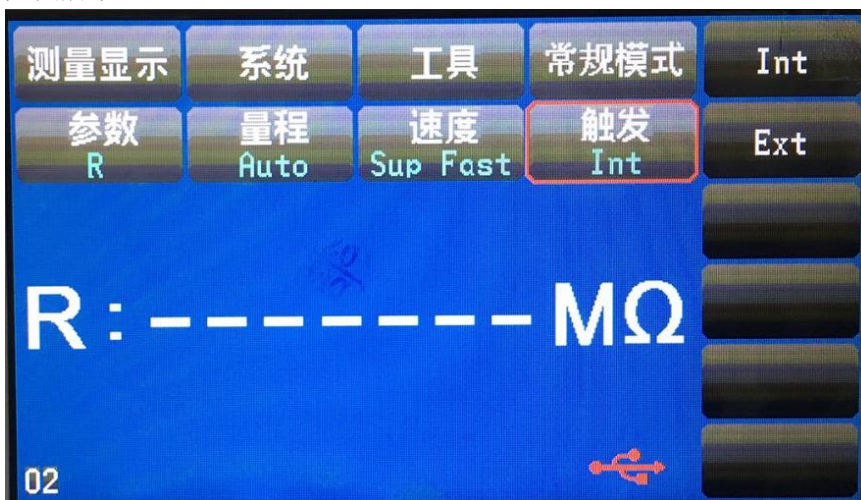 测量显示 系统 工具 常规模式 Int
参数 量程 速度 触发 Ext
R Auto Sup Fast Int
R:------- MΩ
02